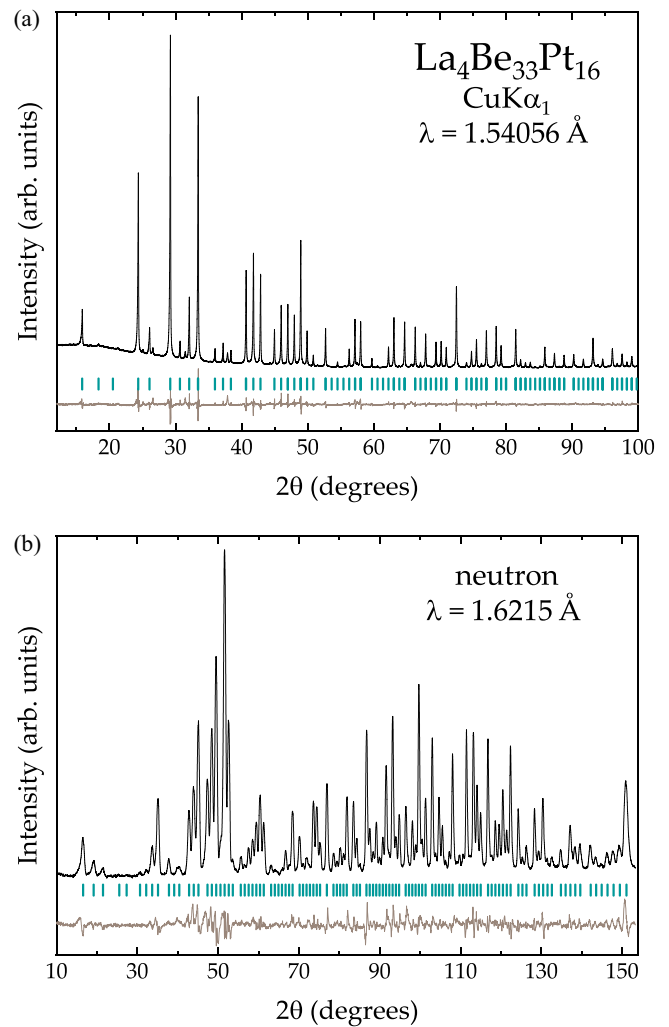 (a)
La₄Be₃₃Pt₁₆
CuKα₁
λ = 1.54056 Å
Intensity (arb. units)
20 30 40 50 60 70 80 90 100
2θ (degrees)
(b)
neutron
λ = 1.6215 Å
Intensity (arb. units)
10 30 50 70 90 110 130 150
2θ (degrees)